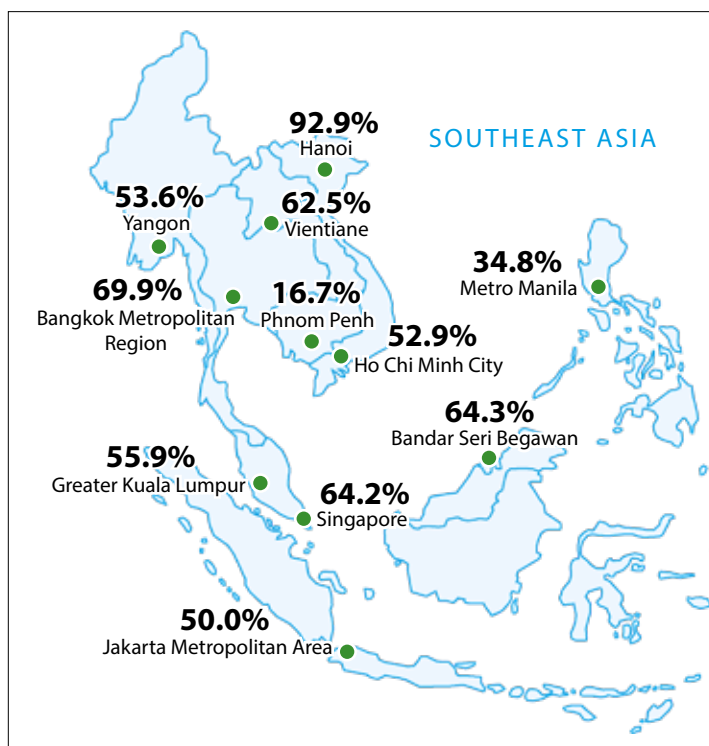 92.9%
Hanoi
SOUTHEAST ASIA
53.6%
Yangon
62.5%
Vientiane
34.8%
Metro Manila
69.9%
Bangkok Metropolitan
Region
16.7%
Phnom Penh
52.9%
Ho Chi Minh City
64.3%
Bandar Seri Begawan
55.9%
Greater Kuala Lumpur
64.2%
Singapore
50.0%
Jakarta Metropolitan Area